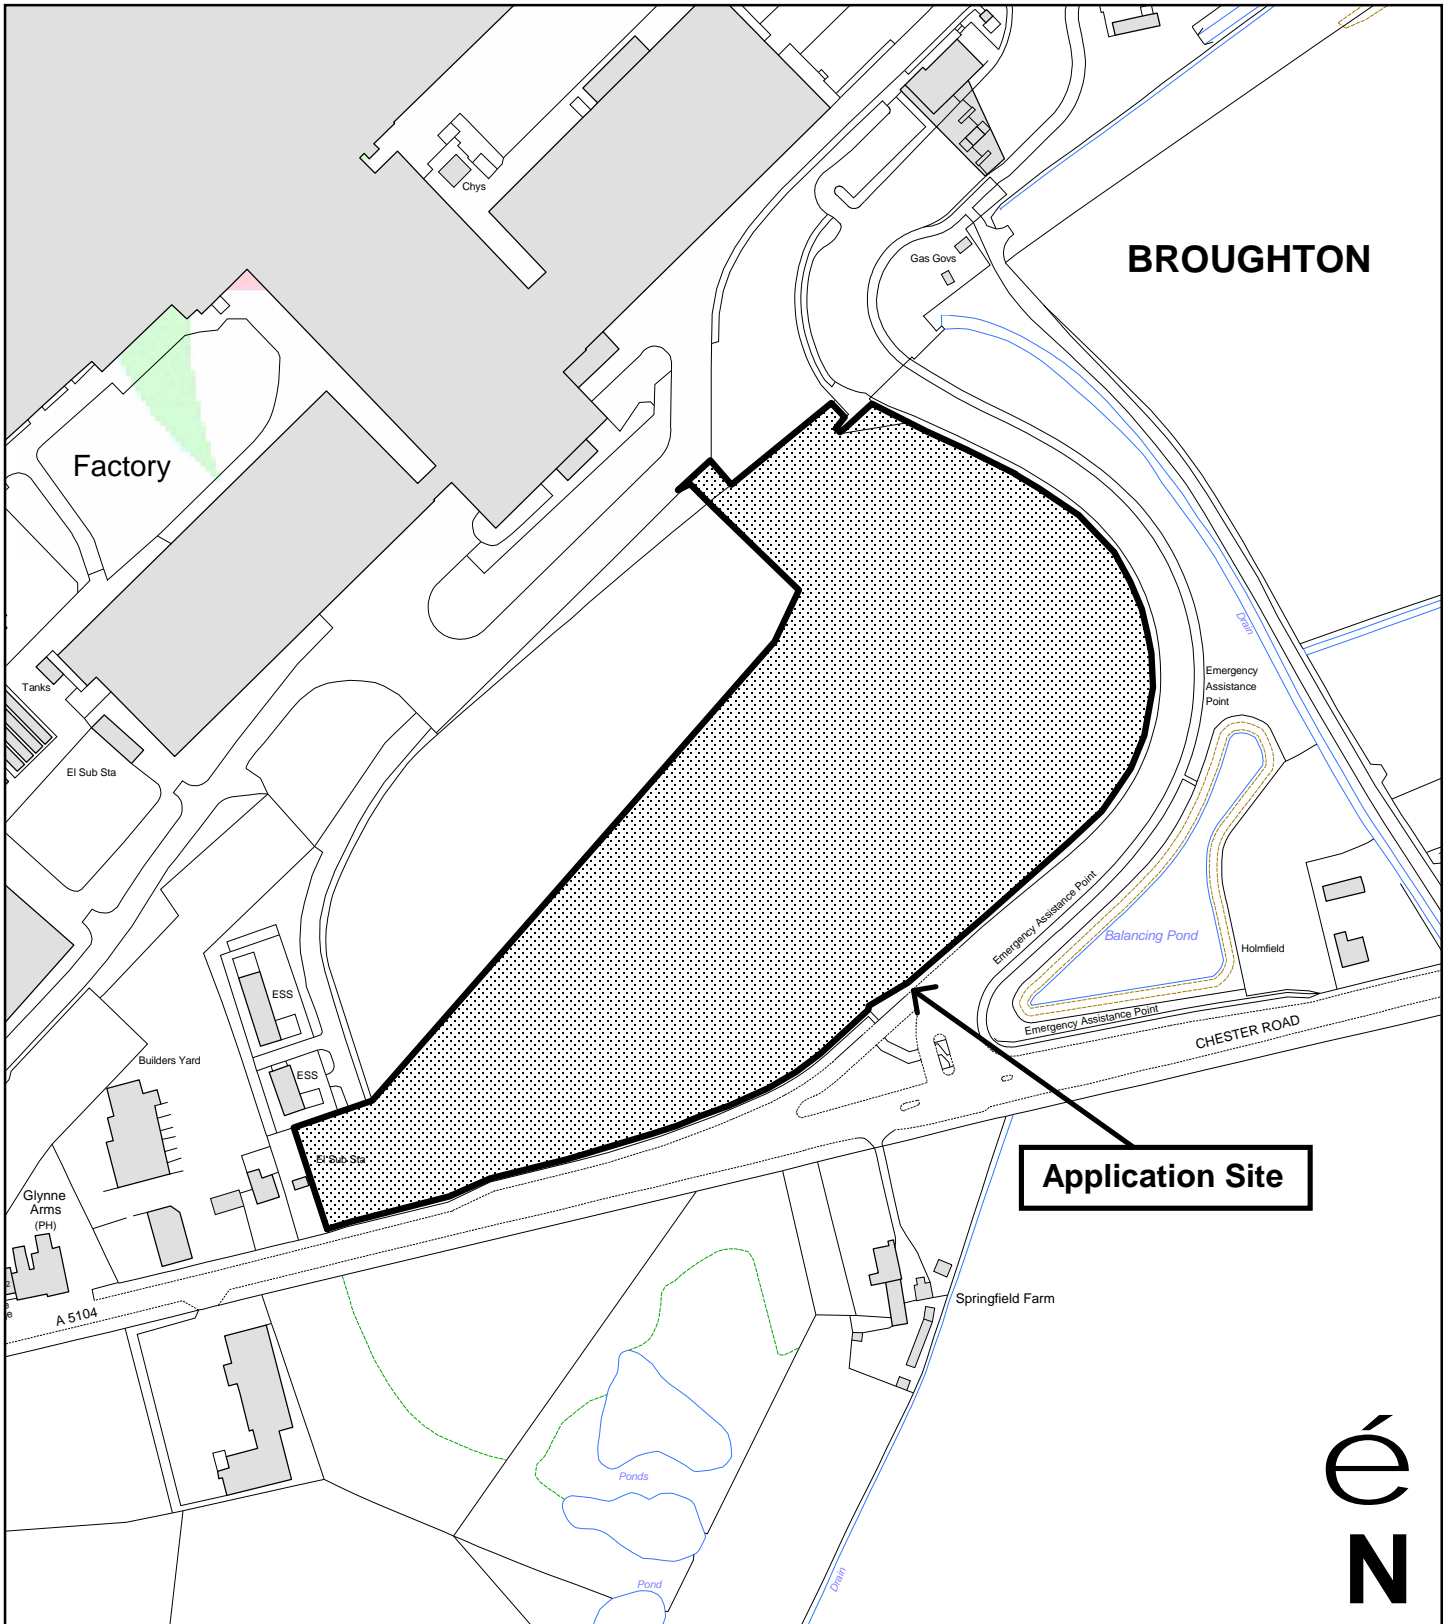 Chys
Gas Govs
BROUGHTON
Factory
Drain
Emergency
Assistance
Point
Tanks
El Sub Sta
Emergency Assistance Point
Balancing Pond
Holmfield
ESS
Emergency Assistance Point
CHESTER ROAD
Builders Yard
ESS
El Sub Sta
Application Site
Glynne
Arms
(PH)
A 5104
Springfield Farm
Ponds
é
N
Pond
Drain